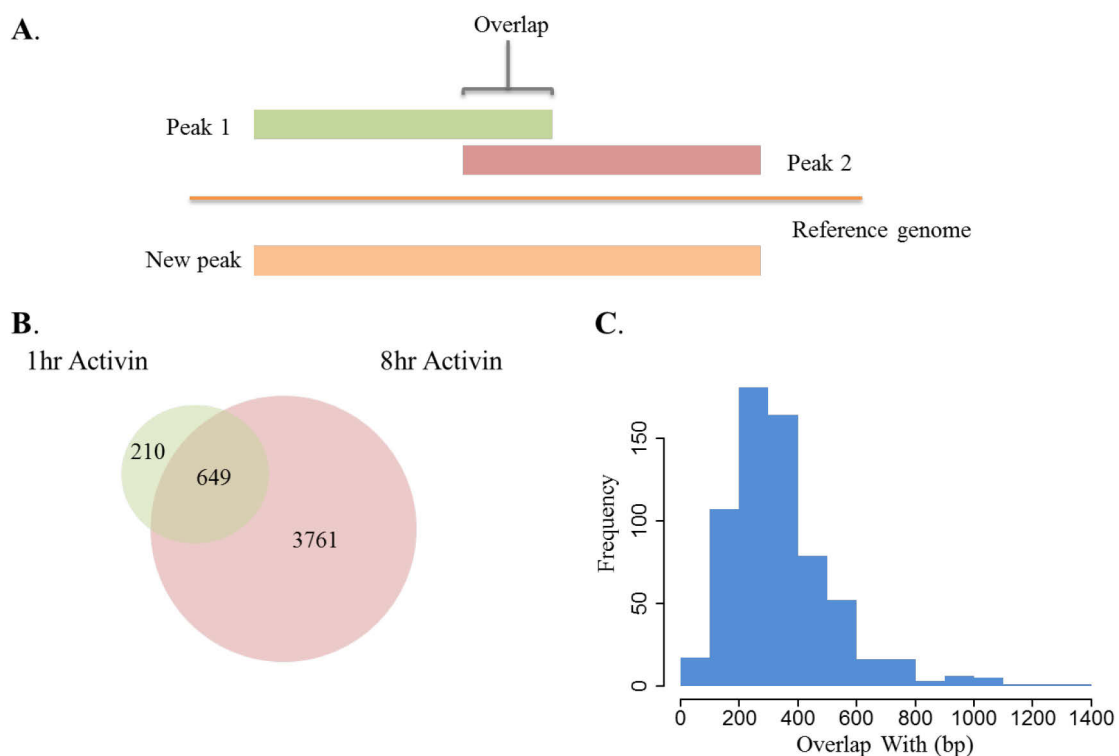 A.
Overlap
Peak 1
Peak 2
Reference genome
New peak
B.
1hr Activin
8hr Activin
210
649
3761
C.
Frequency
0
50
100
150
0 200 400 600 800 1000 1200 1400
Overlap With (bp)